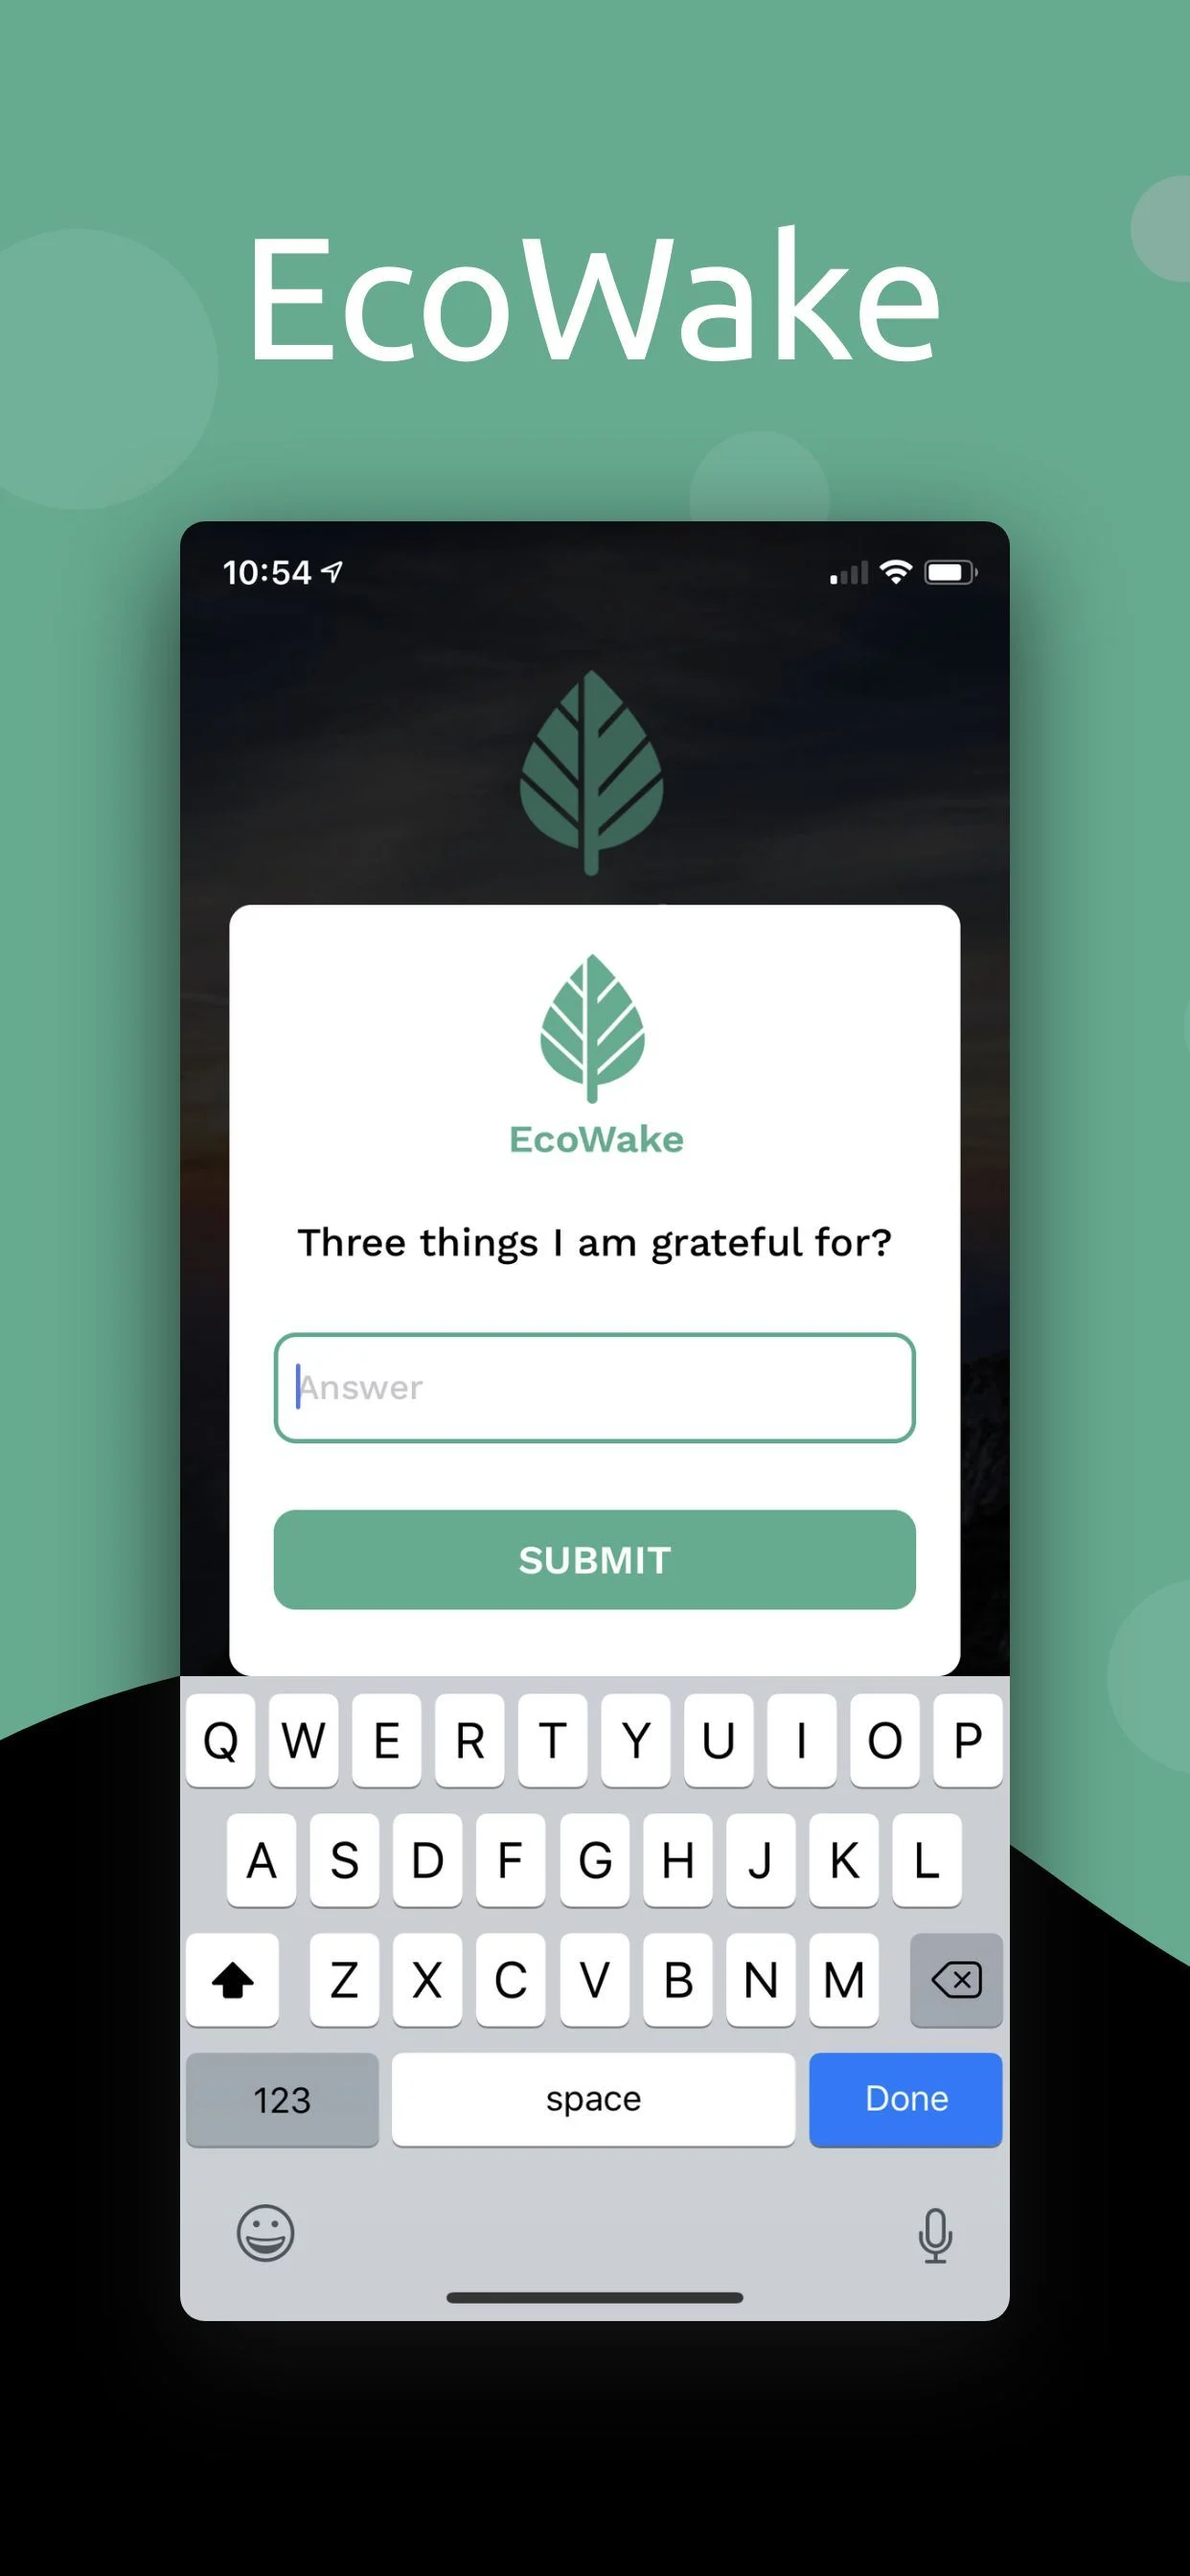 EcoWake
10:54
EcoWake
Three things I am grateful for?
Answer
SUBMIT
Q W E R T Y U I O P
A S D F G H J K L
Z X C V B N M
123 space Done